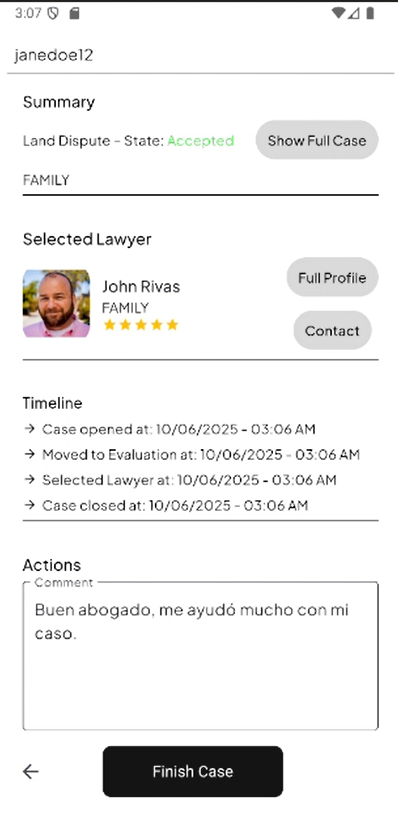 3:07
janedoe12
Summary
Land Dispute - State: Accepted
Show Full Case
FAMILY
Selected Lawyer
John Rivas
FAMILY
Full Profile
Contact
Timeline
→ Case opened at: 10/06/2025 - 03:06 AM
→ Moved to Evaluation at: 10/06/2025 - 03:06 AM
→ Selected Lawyer at: 10/06/2025 - 03:06 AM
→ Case closed at: 10/06/2025 - 03:06 AM
Actions
Comment
Buen abogado, me ayudó mucho con mi
caso.
Finish Case